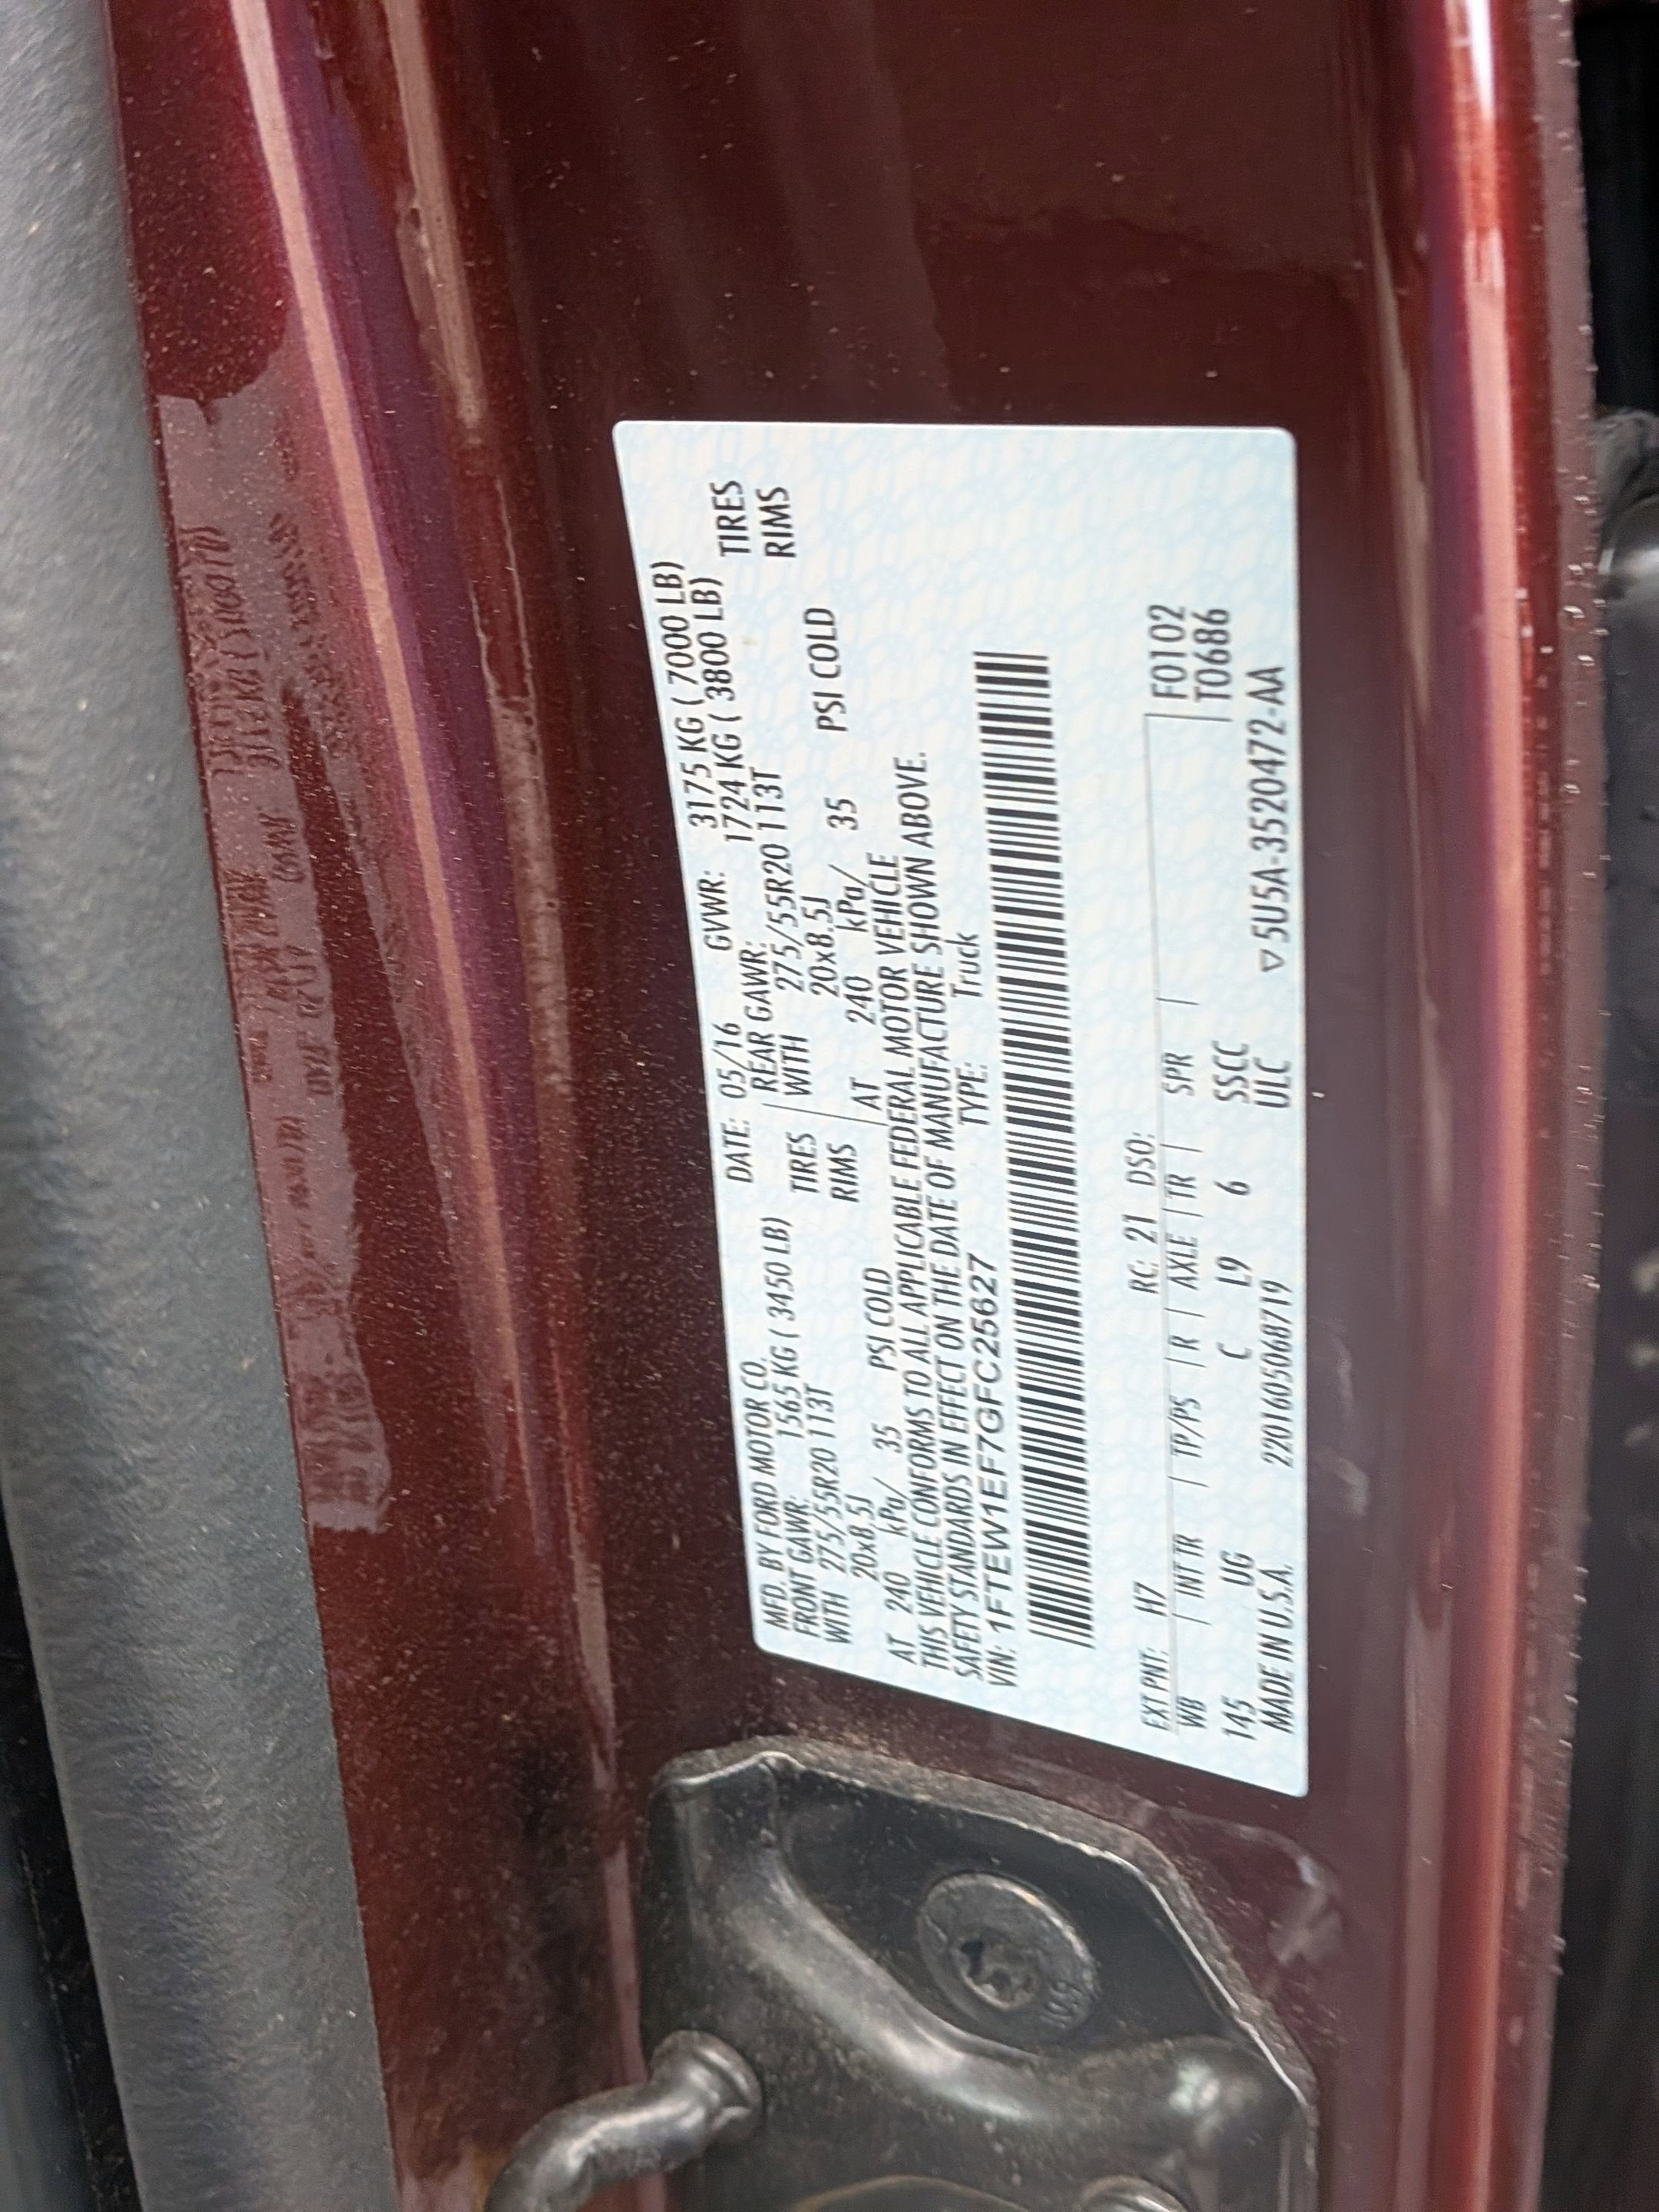 MFD. BY FORD MOTOR CO.
DATE: 05/16 GVWR: 3175 KG ( 7000 LB)
FRONT GAWR: 1565 KG ( 3450 LB) REAR GAWR: 1724 KG ( 3800 LB)
WITH 275/55R20 113T TIRES WITH 275/55R20 113T TIRES
20x8.5J RIMS 20x8.5J RIMS
AT 240 kPa/ 35 PSI COLD AT 240 kPa/ 35 PSI COLD
THIS VEHICLE CONFORMS TO ALL APPLICABLE FEDERAL MOTOR VEHICLE
SAFETY STANDARDS IN EFFECT ON THE DATE OF MANUFACTURE SHOWN ABOVE.
VIN: 1FTEW1EF7GFC25627 TYPE: Truck
EXT PNT: H7 RC: 21 DSO: F0102
WB | INT TR | TP/PS | R | AXLE | TR | SPR | T0686
145 UG C L9 6 SSCC
MADE IN U.S.A. 220160506871​9 ULC ▽5U5A-3520472-AA